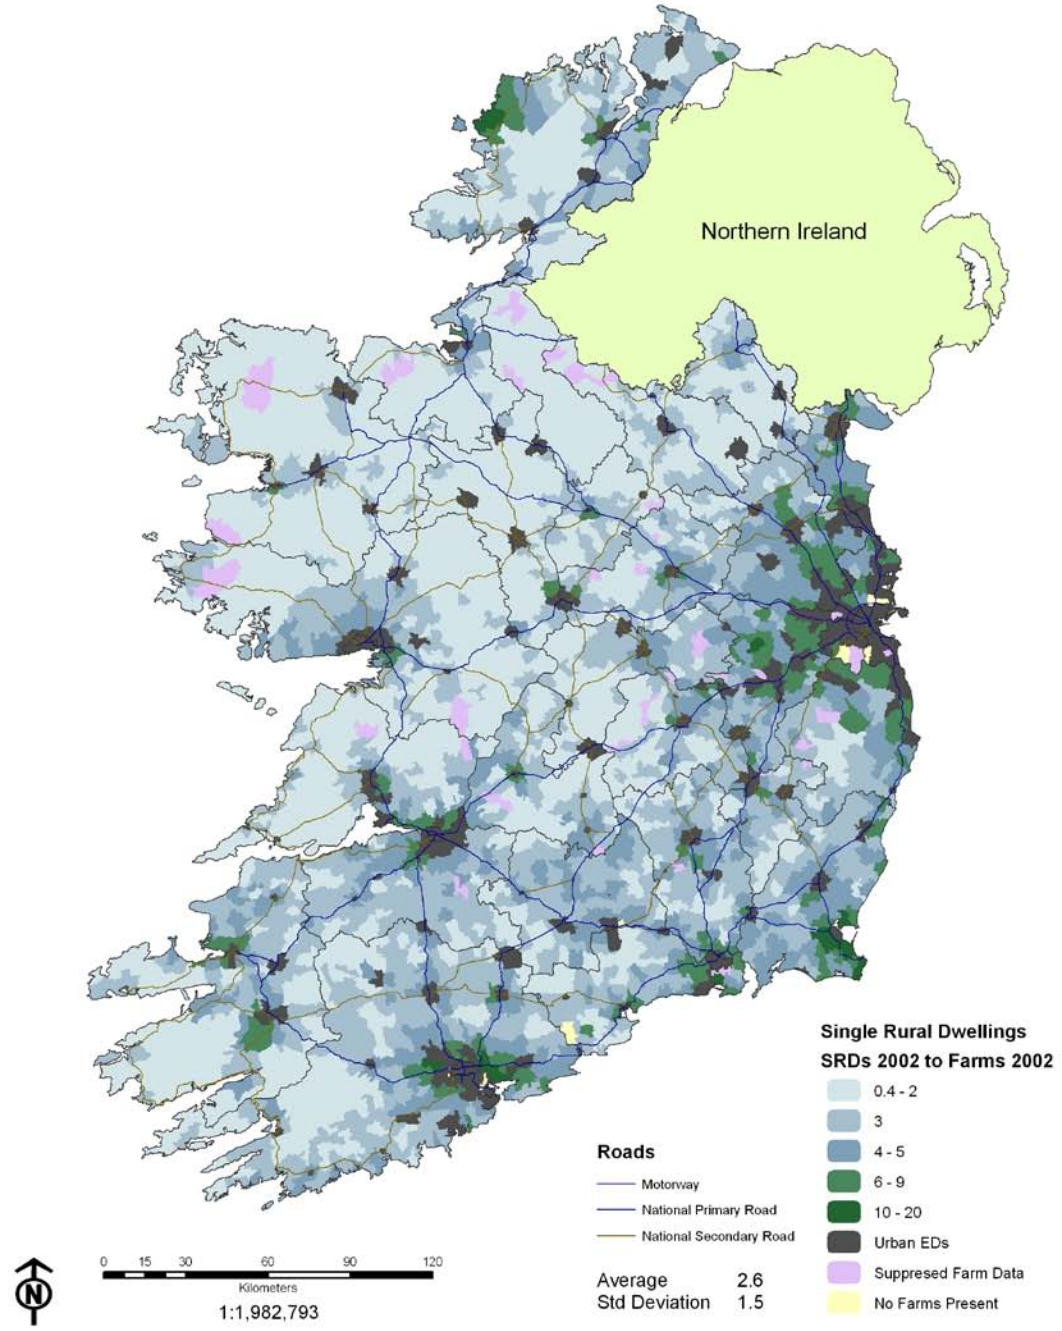 Northern Ireland
Single Rural Dwellings
SRDs 2002 to Farms 2002
0.4 - 2
3
4 - 5
6 - 9
10 - 20
Urban EDs
Suppresed Farm Data
No Farms Present
Roads
Motorway
National Primary Road
National Secondary Road
Average 2.6
Std Deviation 1.5
N
0 15 30 60 90 120
Kilometers
1:1,982,793